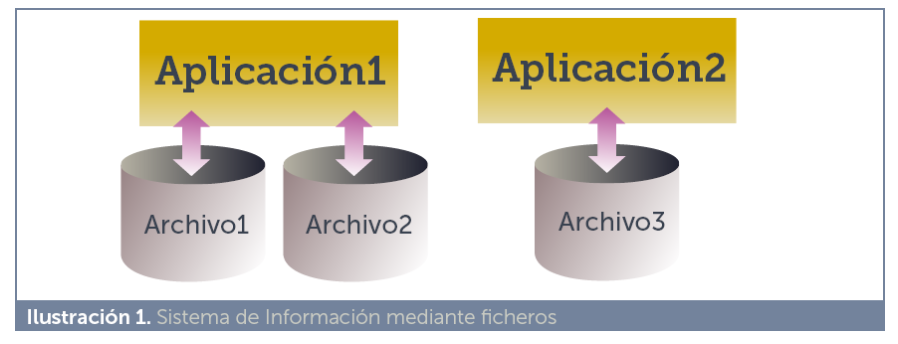 Aplicación1
Aplicación2
Archivo1
Archivo2
Archivo3
Ilustración 1. Sistema de Información mediante ficheros